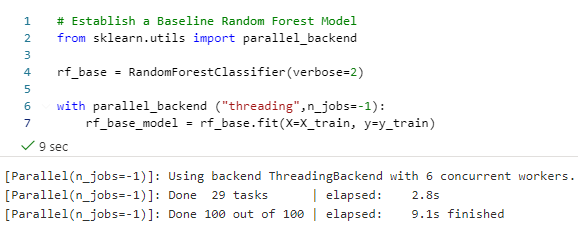 1 # Establish a Baseline Random Forest Model
2 from sklearn.utils import parallel_backend
3
4 rf_base = RandomForestClassifier(verbose=2)
5
6 with parallel_backend ("threading",n_jobs=-1):
7     rf_base_model = rf_base.fit(X=X_train, y=y_train)
9 sec
[Parallel(n_jobs=-1)]: Using backend ThreadingBackend with 6 concurrent workers.
[Parallel(n_jobs=-1)]: Done  29 tasks      | elapsed:    2.8s
[Parallel(n_jobs=-1)]: Done 100 out of 100 | elapsed:    9.1s finished